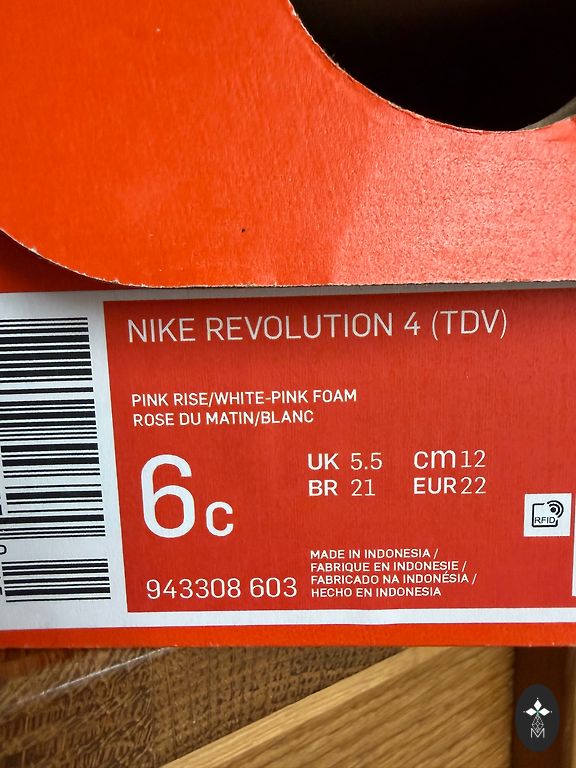 NIKE REVOLUTION 4 (TDV)
PINK RISE/WHITE-PINK FOAM
ROSE DU MATIN/BLANC
6C
UK 5.5 cm 12
BR 21 EUR 22
RFID
943308 603
MADE IN INDONESIA /
FABRIQUE EN INDONESIE /
FABRICADO NA INDONÉSIA /
HECHO EN INDONESIA
M